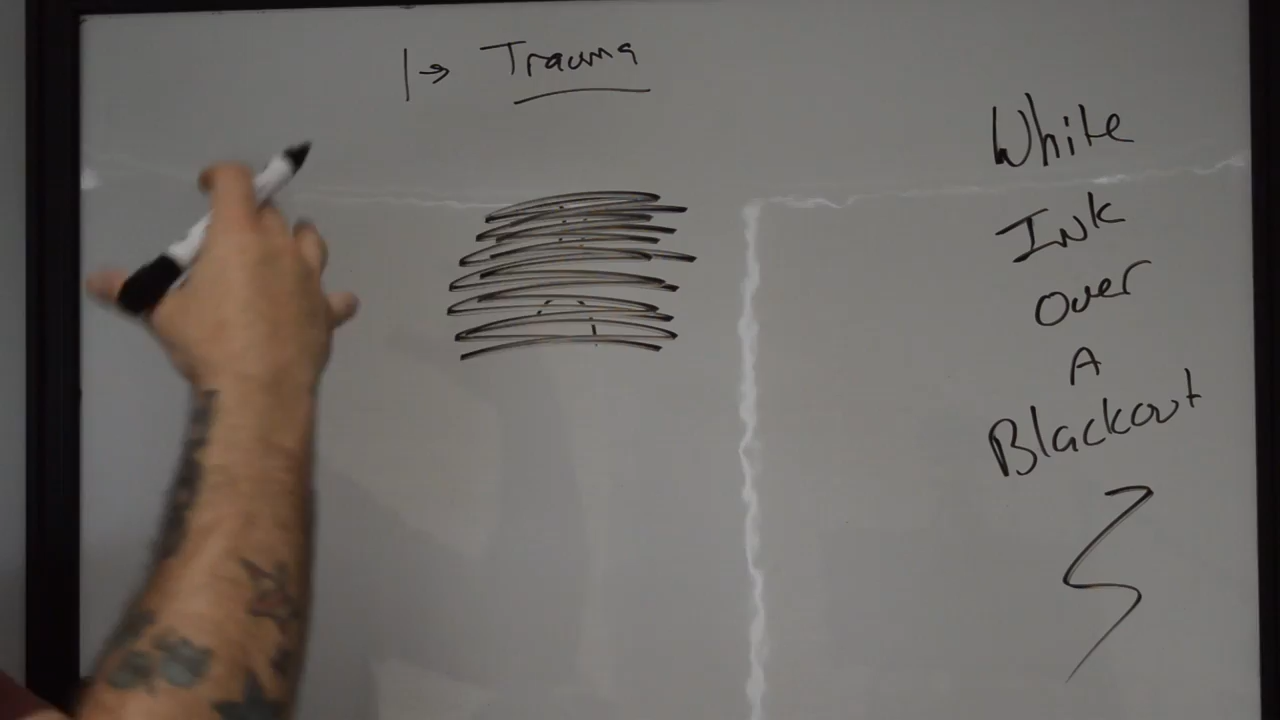 1→ Trauma
White
Ink
over
A
Blackout